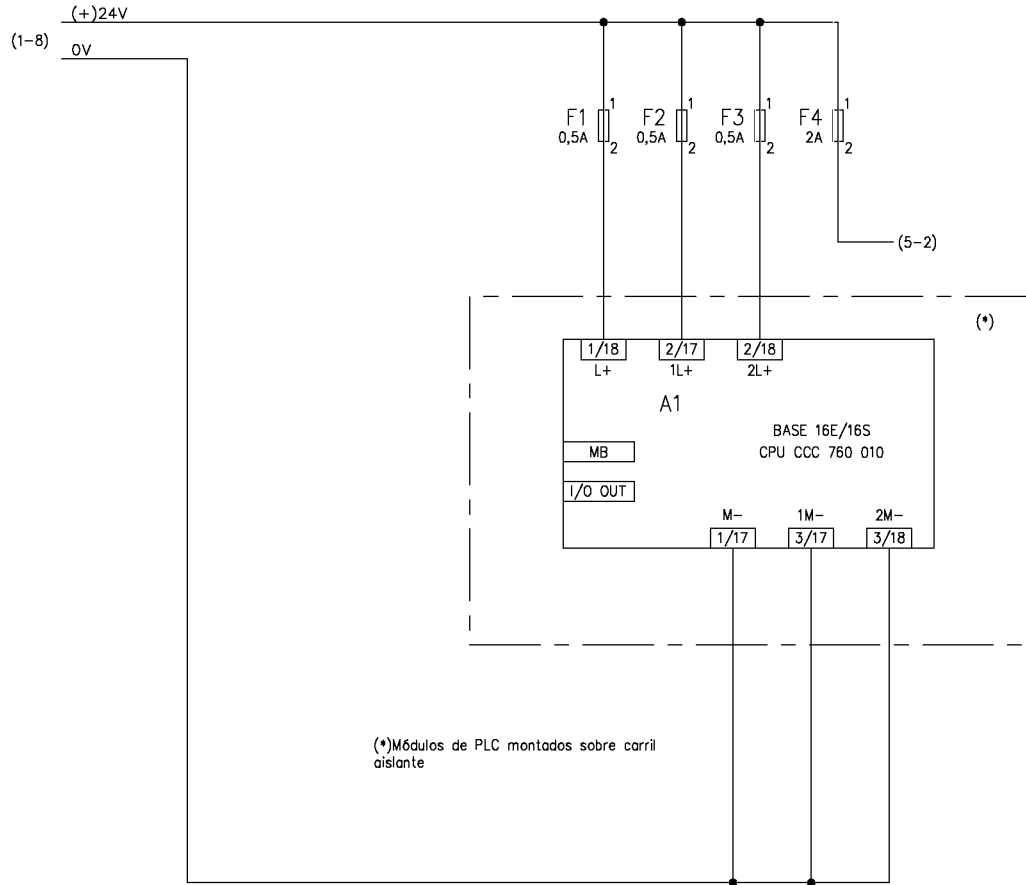 (+)24V
(1-8)
0V
F1
0,5A
1
2
F2
0,5A
1
2
F3
0,5A
1
2
F4
2A
1
2
(5-2)
(*)
1/18
2/17
2/18
L+
1L+
2L+
A1
BASE 16E/16S
CPU CCC 760 010
MB
I/O OUT
M-
1M-
2M-
1/17
3/17
3/18
(*)Módulos de PLC montados sobre carril
aislante